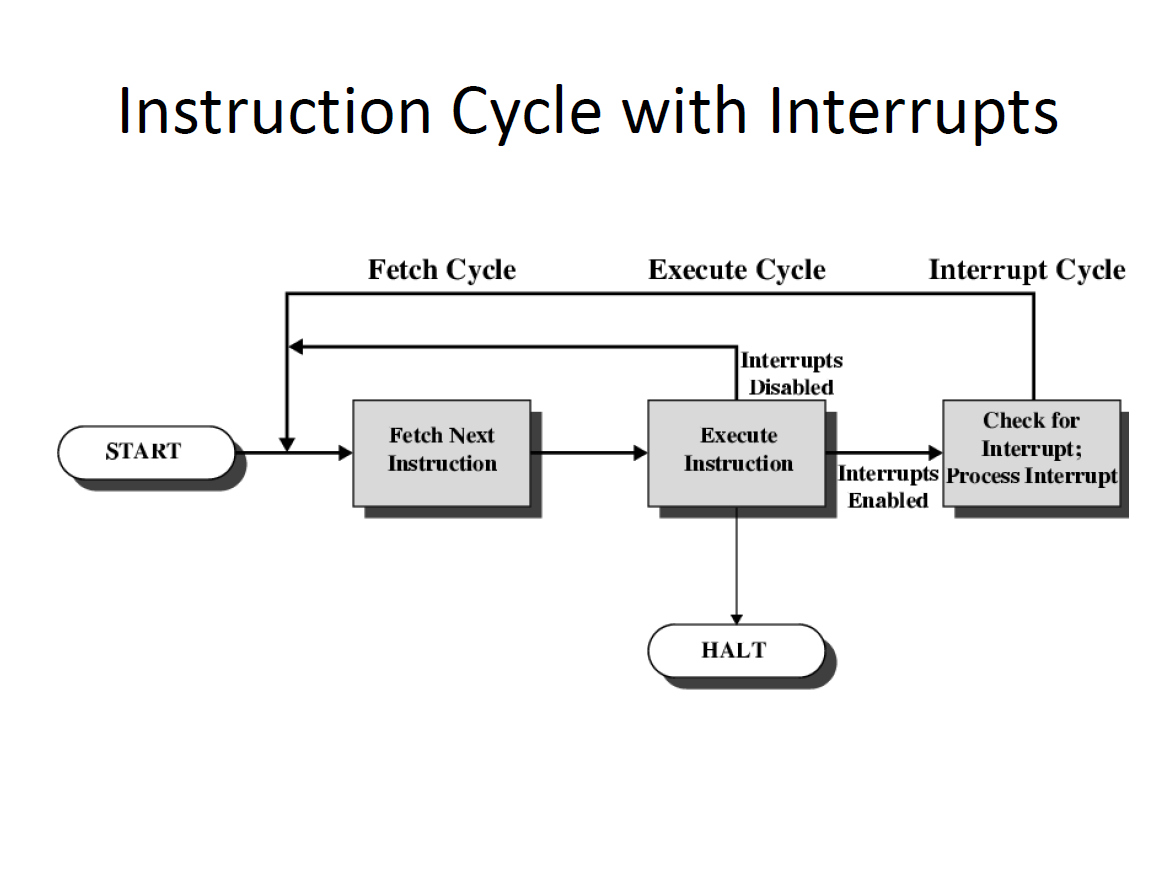 Instruction Cycle with Interrupts
Fetch Cycle
Execute Cycle
Interrupt Cycle
Interrupts
Disabled
START
Fetch Next
Instruction
Execute
Instruction
Interrupts
Enabled
Check for
Interrupt;
Process Interrupt
HALT